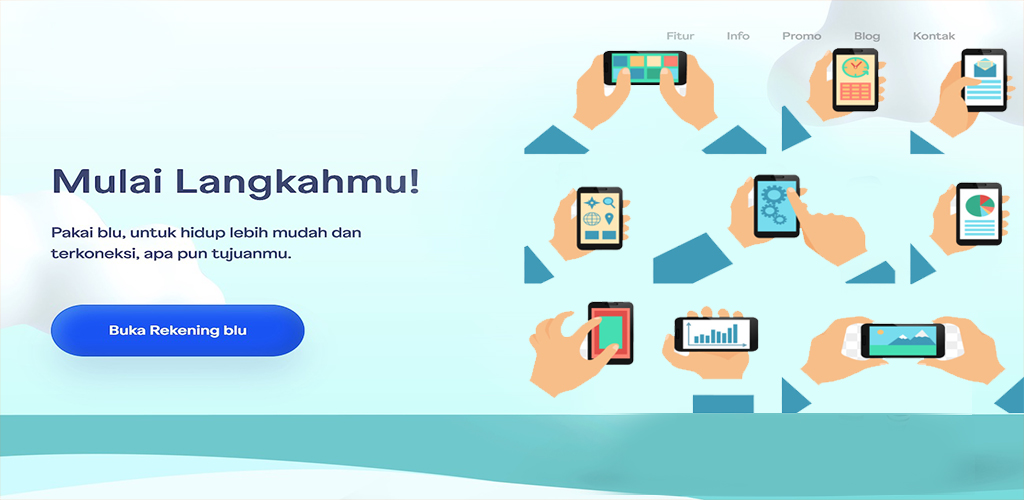 Fitur Info Promo Blog Kontak
Mulai Langkahmu!
Pakai blu, untuk hidup lebih mudah dan
terkoneksi, apa pun tujuanmu.
Buka Rekening blu